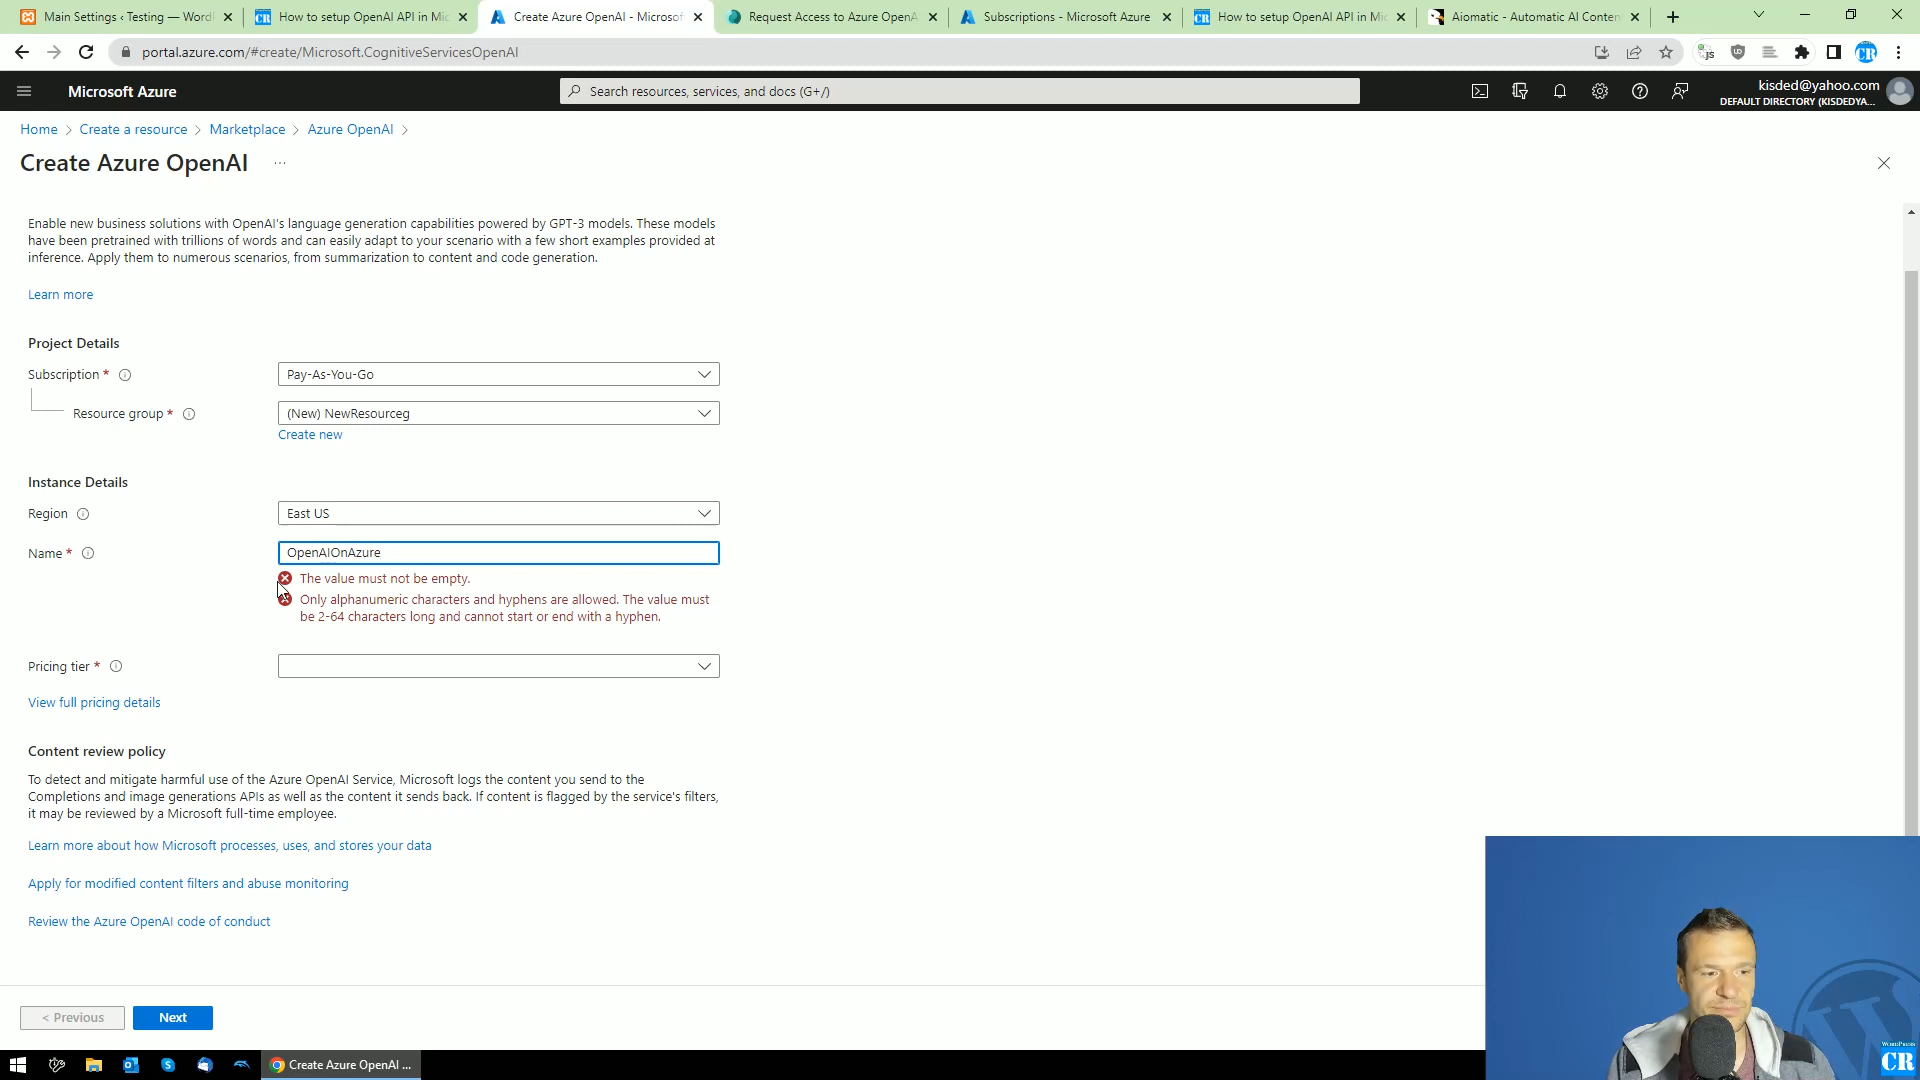 Main Settings ‹ Testing — Word
How to setup OpenAI API in Mic
Create Azure OpenAI - Microsof
Request Access to Azure OpenA
Subscriptions - Microsoft Azure
How to setup OpenAI API in Mic
Aiomatic - Automatic AI Conten
portal.azure.com/#create/Microsoft.CognitiveServicesOpenAI
Microsoft Azure
Search resources, services, and docs (G+/)
kisded@yahoo.com
DEFAULT DIRECTORY (KISDEDYA...
Home > Create a resource > Marketplace > Azure OpenAI >
Create Azure OpenAI ...
Enable new business solutions with OpenAI's language generation capabilities powered by GPT-3 models. These models
have been pretrained with trillions of words and can easily adapt to your scenario with a few short examples provided at
inference. Apply them to numerous scenarios, from summarization to content and code generation.
Learn more
Project Details
Subscription * Pay-As-You-Go
Resource group * (New) NewResourceg
Create new
Instance Details
Region East US
Name * OpenAIOnAzure
The value must not be empty.
Only alphanumeric characters and hyphens are allowed. The value must
be 2-64 characters long and cannot start or end with a hyphen.
Pricing tier *
View full pricing details
Content review policy
To detect and mitigate harmful use of the Azure OpenAI Service, Microsoft logs the content you send to the
Completions and image generations APIs as well as the content it sends back. If content is flagged by the service's filters,
it may be reviewed by a Microsoft full-time employee.
Learn more about how Microsoft processes, uses, and stores your data
Apply for modified content filters and abuse monitoring
Review the Azure OpenAI code of conduct
< Previous Next
Create Azure OpenAI ...
WORDPRESS
CR